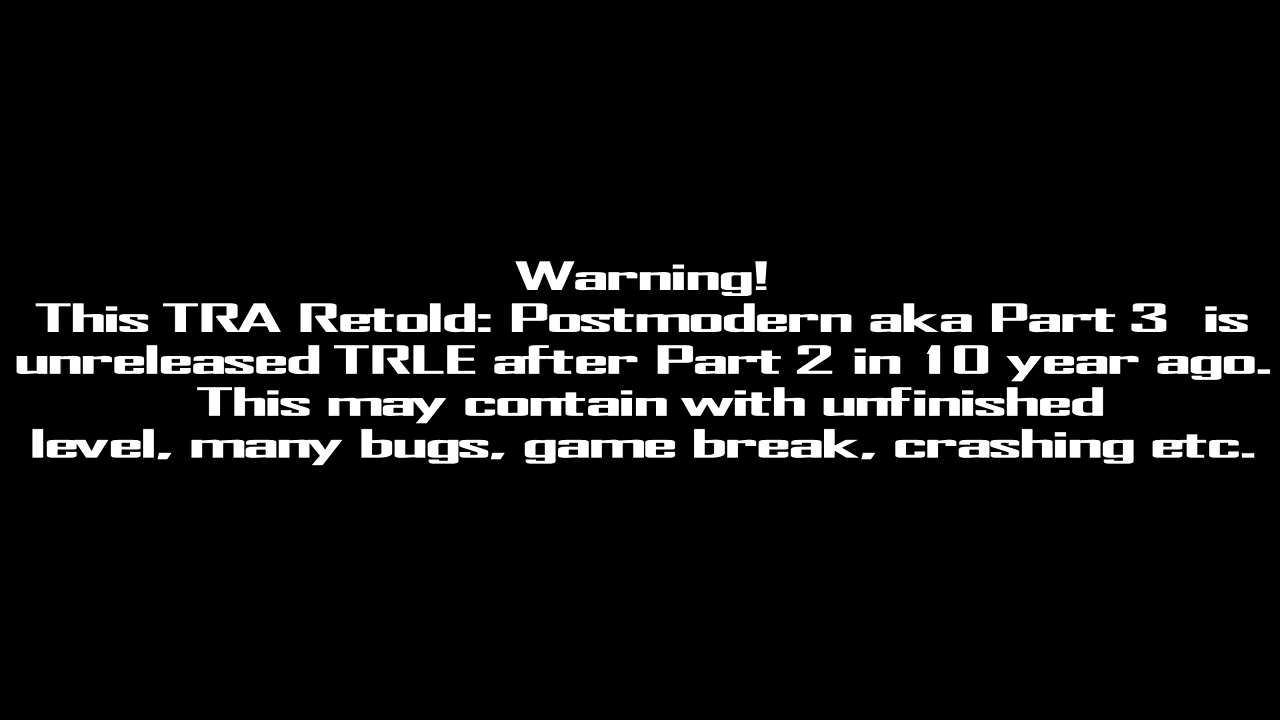 Warning!
This TRA Retold: Postmodern aka Part 3 is
unreleased TRLE after Part 2 in 10 year ago.
This may contain with unfinished
level, many bugs, game break, crashing etc.